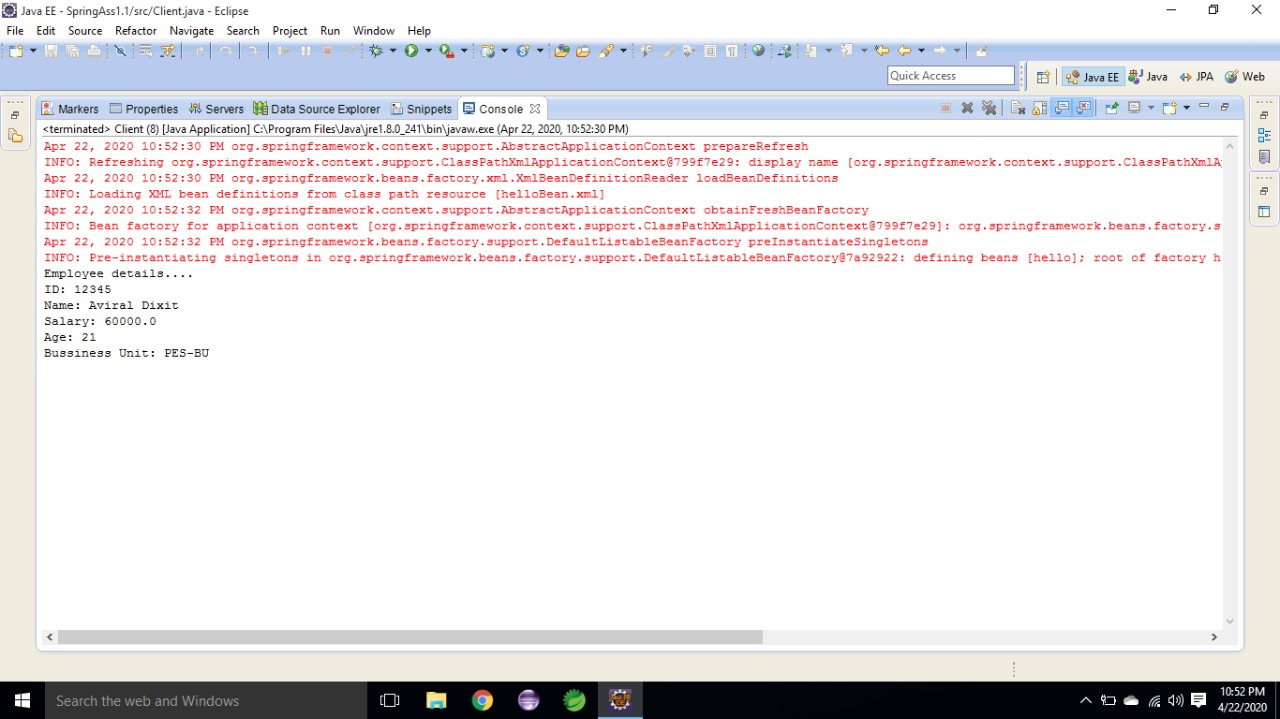 Java EE - SpringAss1.1/src/Client.java - Eclipse
File Edit Source Refactor Navigate Search Project Run Window Help
Quick Access
Java EE Java JPA Web
Markers Properties Servers Data Source Explorer Snippets Console
<terminated> Client (8) [Java Application] C:\Program Files\Java\jre1.8.0_241\bin\javaw.exe (Apr 22, 2020, 10:52:30 PM)
Apr 22, 2020 10:52:30 PM org.springframework.context.support.AbstractApplicationContext prepareRefresh
INFO: Refreshing org.springframework.context.support.ClassPathXmlApplicationContext@799f7e29: display name [org.springframework.context.support.ClassPathXmlA
Apr 22, 2020 10:52:30 PM org.springframework.beans.factory.xml.XmlBeanDefinitionReader loadBeanDefinitions
INFO: Loading XML bean definitions from class path resource [helloBean.xml]
Apr 22, 2020 10:52:32 PM org.springframework.context.support.AbstractApplicationContext obtainFreshBeanFactory
INFO: Bean factory for application context [org.springframework.context.support.ClassPathXmlApplicationContext@799f7e29]: org.springframework.beans.factory.s
Apr 22, 2020 10:52:32 PM org.springframework.beans.factory.support.DefaultListableBeanFactory preInstantiateSingletons
INFO: Pre-instantiating singletons in org.springframework.beans.factory.support.DefaultListableBeanFactory@7a92922: defining beans [hello]; root of factory h
Employee details....
ID: 12345
Name: Aviral Dixit
Salary: 60000.0
Age: 21
Bussiness Unit: PES-BU
Search the web and Windows
10:52 PM
4/22/2020